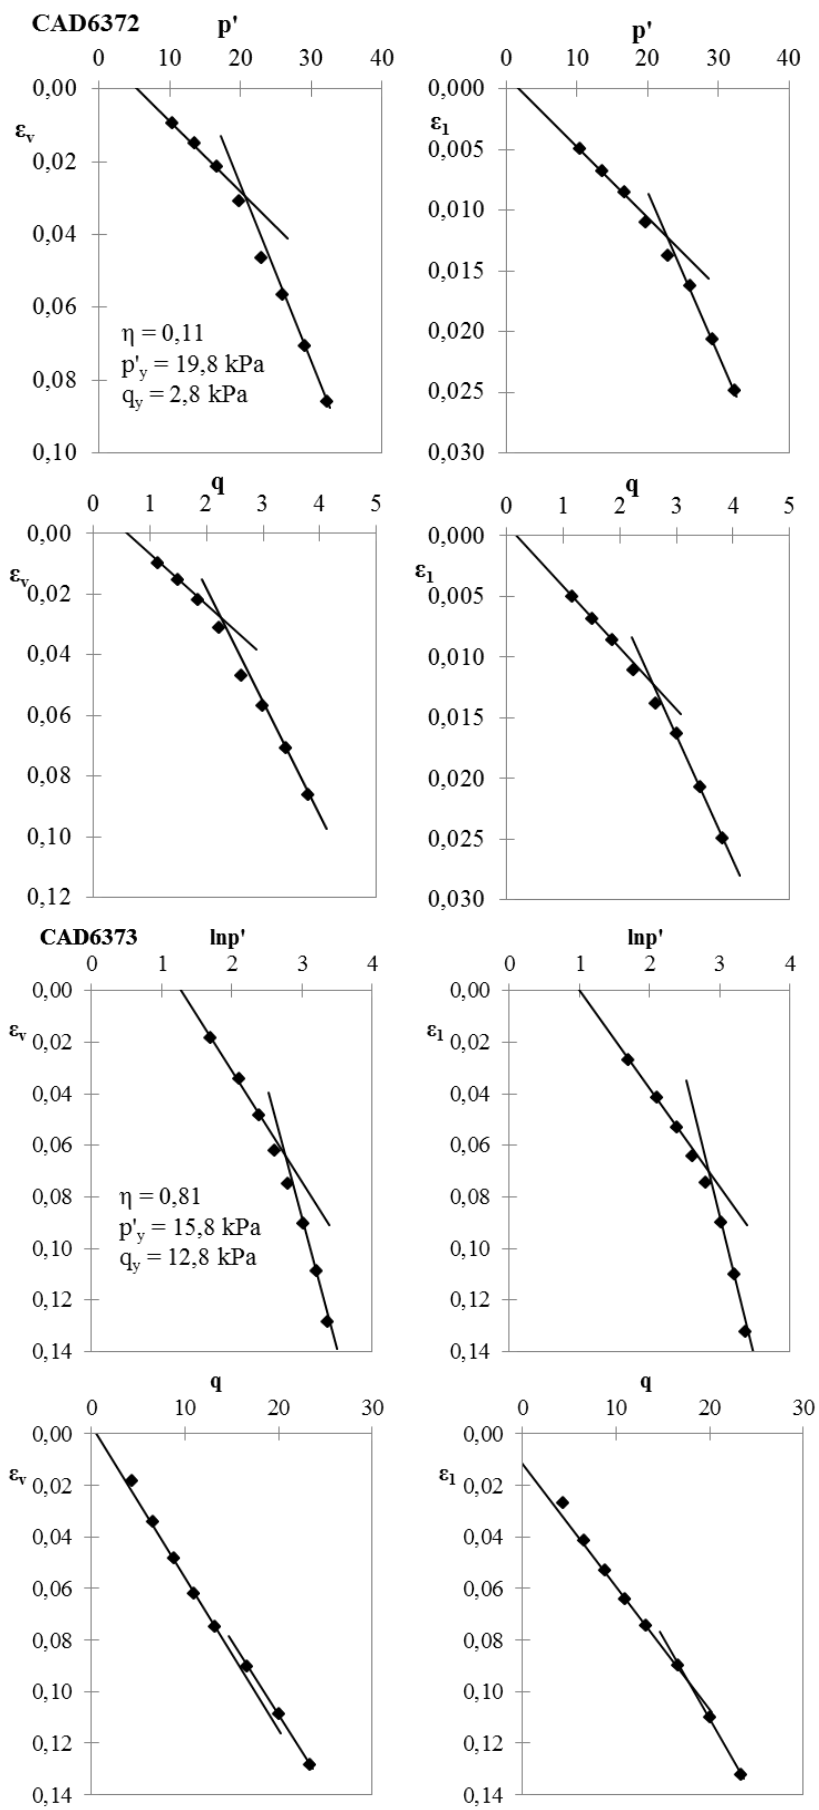 CAD6372
p'
p'
0 10 20 30 40
0 10 20 30 40
0,00
0,02
0,04
0,06
0,08
0,10
εv
η = 0,11
p'y = 19,8 kPa
qy = 2,8 kPa
0,000
0,005
0,010
0,015
0,020
0,025
0,030
ε1
q
q
0 1 2 3 4 5
0 1 2 3 4 5
0,00
0,02
0,04
0,06
0,08
0,10
0,12
εv
0,000
0,005
0,010
0,015
0,020
0,025
0,030
ε1
CAD6373
lnp'
lnp'
0 1 2 3 4
0 1 2 3 4
0,00
0,02
0,04
0,06
0,08
0,10
0,12
0,14
εv
η = 0,81
p'y = 15,8 kPa
qy = 12,8 kPa
0,00
0,02
0,04
0,06
0,08
0,10
0,12
0,14
ε1
q
q
0 10 20 30
0 10 20 30
0,00
0,02
0,04
0,06
0,08
0,10
0,12
0,14
εv
0,00
0,02
0,04
0,06
0,08
0,10
0,12
0,14
ε1